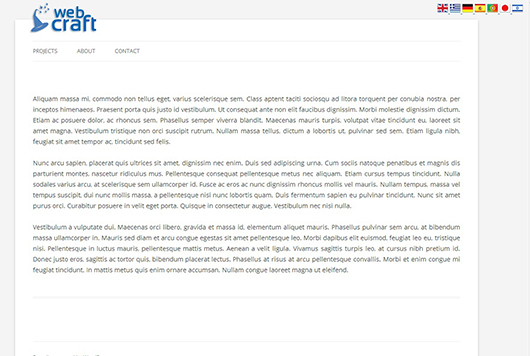 web
craft
PROJECTS ABOUT CONTACT
Aliquam massa mi, commodo non tellus eget, varius scelerisque sem. Class aptent taciti sociosqu ad litora torquent per conubia nostra, per
inceptos himenaeos. Praesent porta quis justo id vestibulum. Ut consequat ante non elit faucibus dignissim. Morbi molestie dignissim dictum.
Etiam ac posuere dolor, ac rhoncus sem. Phasellus semper viverra blandit. Maecenas mauris turpis, volutpat vitae tincidunt eu, laoreet sit
amet magna. Vestibulum tristique non orci suscipit rutrum. Nullam massa tellus, dictum a lobortis ut, pulvinar sed sem. Etiam ligula nibh,
feugiat sit amet tempor ac, tincidunt sed felis.
Nunc arcu sapien, placerat quis ultrices sit amet, dignissim nec enim. Duis sed adipiscing urna. Cum sociis natoque penatibus et magnis dis
parturient montes, nascetur ridiculus mus. Pellentesque consequat pellentesque metus nec aliquam. Etiam cursus tempus tincidunt. Nulla
sodales varius arcu, at scelerisque sem ullamcorper id. Fusce ac eros ac nunc dignissim rhoncus mollis vel mauris. Nullam tempus, massa vel
tempus suscipit, dui nunc mollis massa, a pellentesque nisi nunc lobortis quam. Duis fermentum sapien eu pulvinar tincidunt. Nunc sit amet
purus orci. Curabitur posuere in velit eget porta. Quisque in consectetur augue. Vestibulum nec nisi nulla.
Vestibulum a vulputate dui. Maecenas orci libero, gravida et massa id, elementum aliquet mauris. Phasellus pulvinar sem arcu, at bibendum
massa ullamcorper in. Mauris sed diam et arcu congue egestas sit amet pellentesque leo. Morbi dapibus elit euismod, feugiat leo eu, tristique
nisi. Pellentesque in luctus mauris, pellentesque mattis metus. Aenean a velit ligula. Vivamus sagittis turpis leo, at cursus nibh pretium id.
Donec justo eros, sagittis ac tortor quis, bibendum placerat lectus. Phasellus at risus at arcu pellentesque convallis. Morbi et enim congue mi
feugiat tincidunt, in mattis metus quis enim ornare accumsan. Nullam congue laoreet magna ut eleifend.